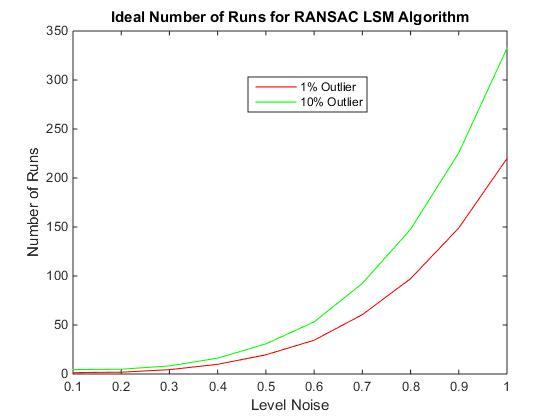 Ideal Number of Runs for RANSAC LSM Algorithm
350
300
250
200
150
100
50
0
Number of Runs
1% Outlier
10% Outlier
0.1 0.2 0.3 0.4 0.5 0.6 0.7 0.8 0.9 1
Level Noise